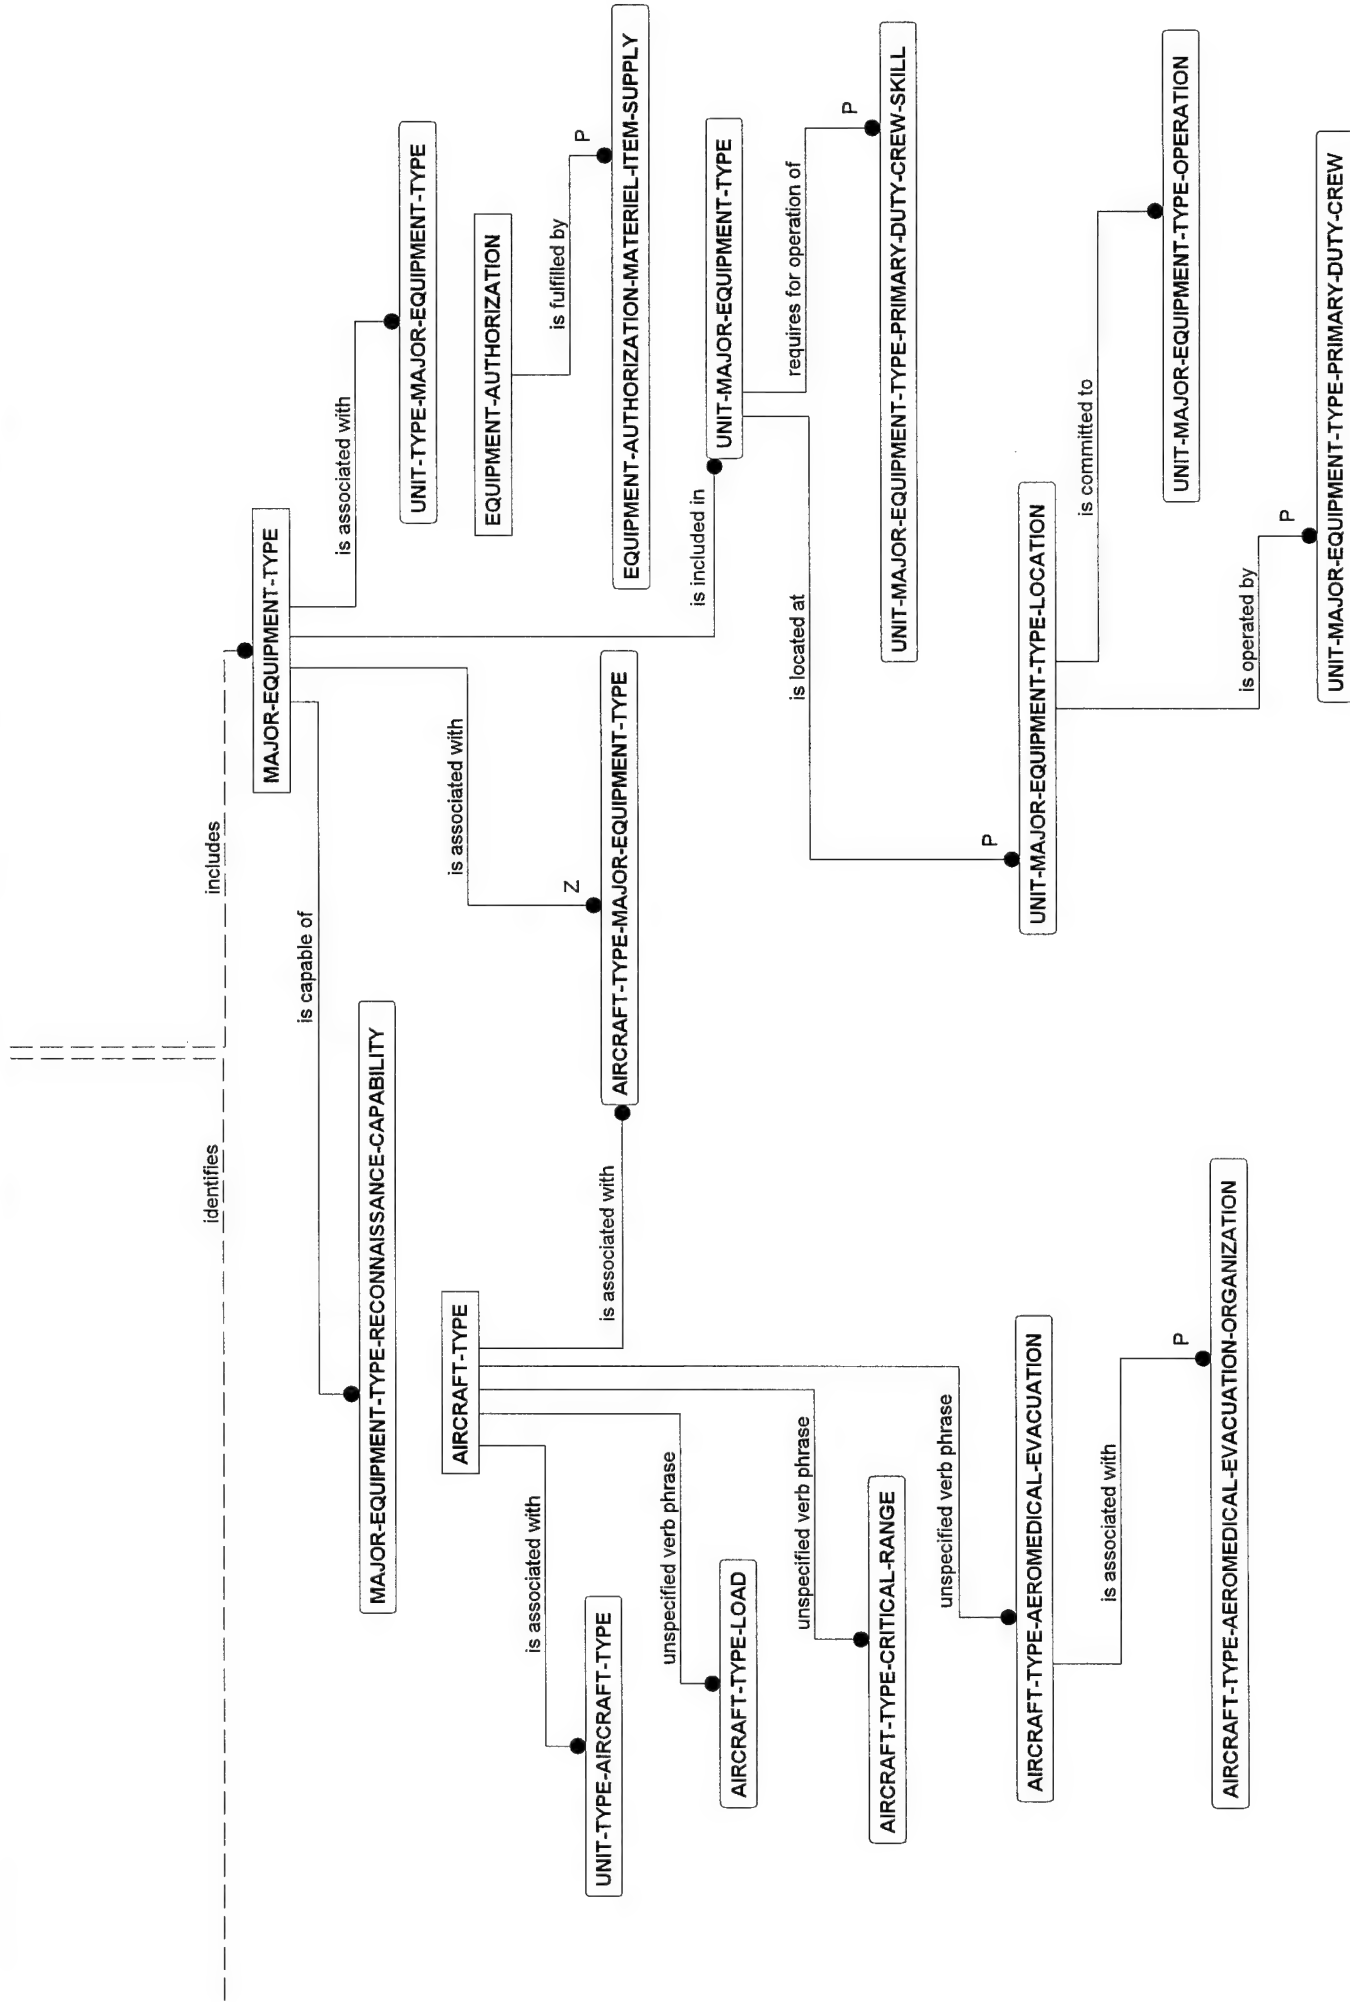 identifies
includes
MAJOR-EQUIPMENT-TYPE
is capable of
MAJOR-EQUIPMENT-TYPE-RECONNAISSANCE-CAPABILITY
is associated with
UNIT-TYPE-MAJOR-EQUIPMENT-TYPE
AIRCRAFT-TYPE
is associated with
EQUIPMENT-AUTHORIZATION
is associated with
UNIT-TYPE-AIRCRAFT-TYPE
is associated with
Z
AIRCRAFT-TYPE-MAJOR-EQUIPMENT-TYPE
is fulfilled by
P
EQUIPMENT-AUTHORIZATION-MATERIEL-ITEM-SUPPLY
unspecified verb phrase
AIRCRAFT-TYPE-LOAD
is included in
UNIT-MAJOR-EQUIPMENT-TYPE
unspecified verb phrase
AIRCRAFT-TYPE-CRITICAL-RANGE
is located at
requires for operation of
P
UNIT-MAJOR-EQUIPMENT-TYPE-PRIMARY-DUTY-CREW-SKILL
unspecified verb phrase
AIRCRAFT-TYPE-AEROMEDICAL-EVACUATION
P
UNIT-MAJOR-EQUIPMENT-TYPE-LOCATION
is associated with
P
AIRCRAFT-TYPE-AEROMEDICAL-EVACUATION-ORGANIZATION
is committed to
UNIT-MAJOR-EQUIPMENT-TYPE-OPERATION
is operated by
P
UNIT-MAJOR-EQUIPMENT-TYPE-PRIMARY-DUTY-CREW